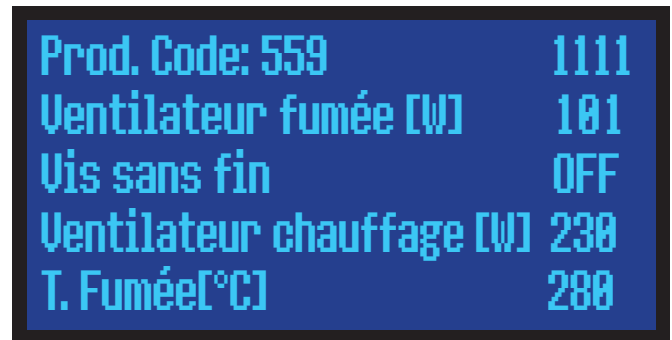 Prod. Code: 559 1111
Ventilateur fumée [W] 101
Vis sans fin OFF
Ventilateur chauffage [W] 230
T. Fumée[°C] 280